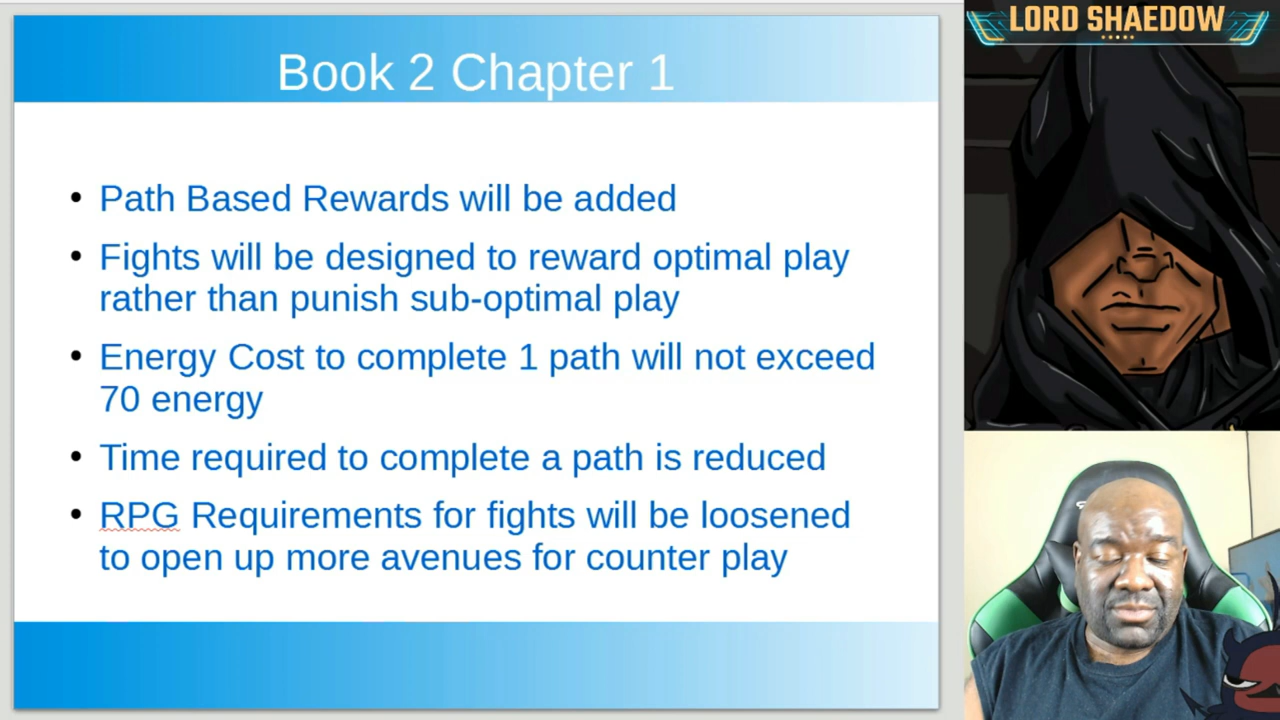 LORD SHAEDOW
Book 2 Chapter 1
• Path Based Rewards will be added
• Fights will be designed to reward optimal play
rather than punish sub-optimal play
• Energy Cost to complete 1 path will not exceed
70 energy
• Time required to complete a path is reduced
• RPG Requirements for fights will be loosened
to open up more avenues for counter play